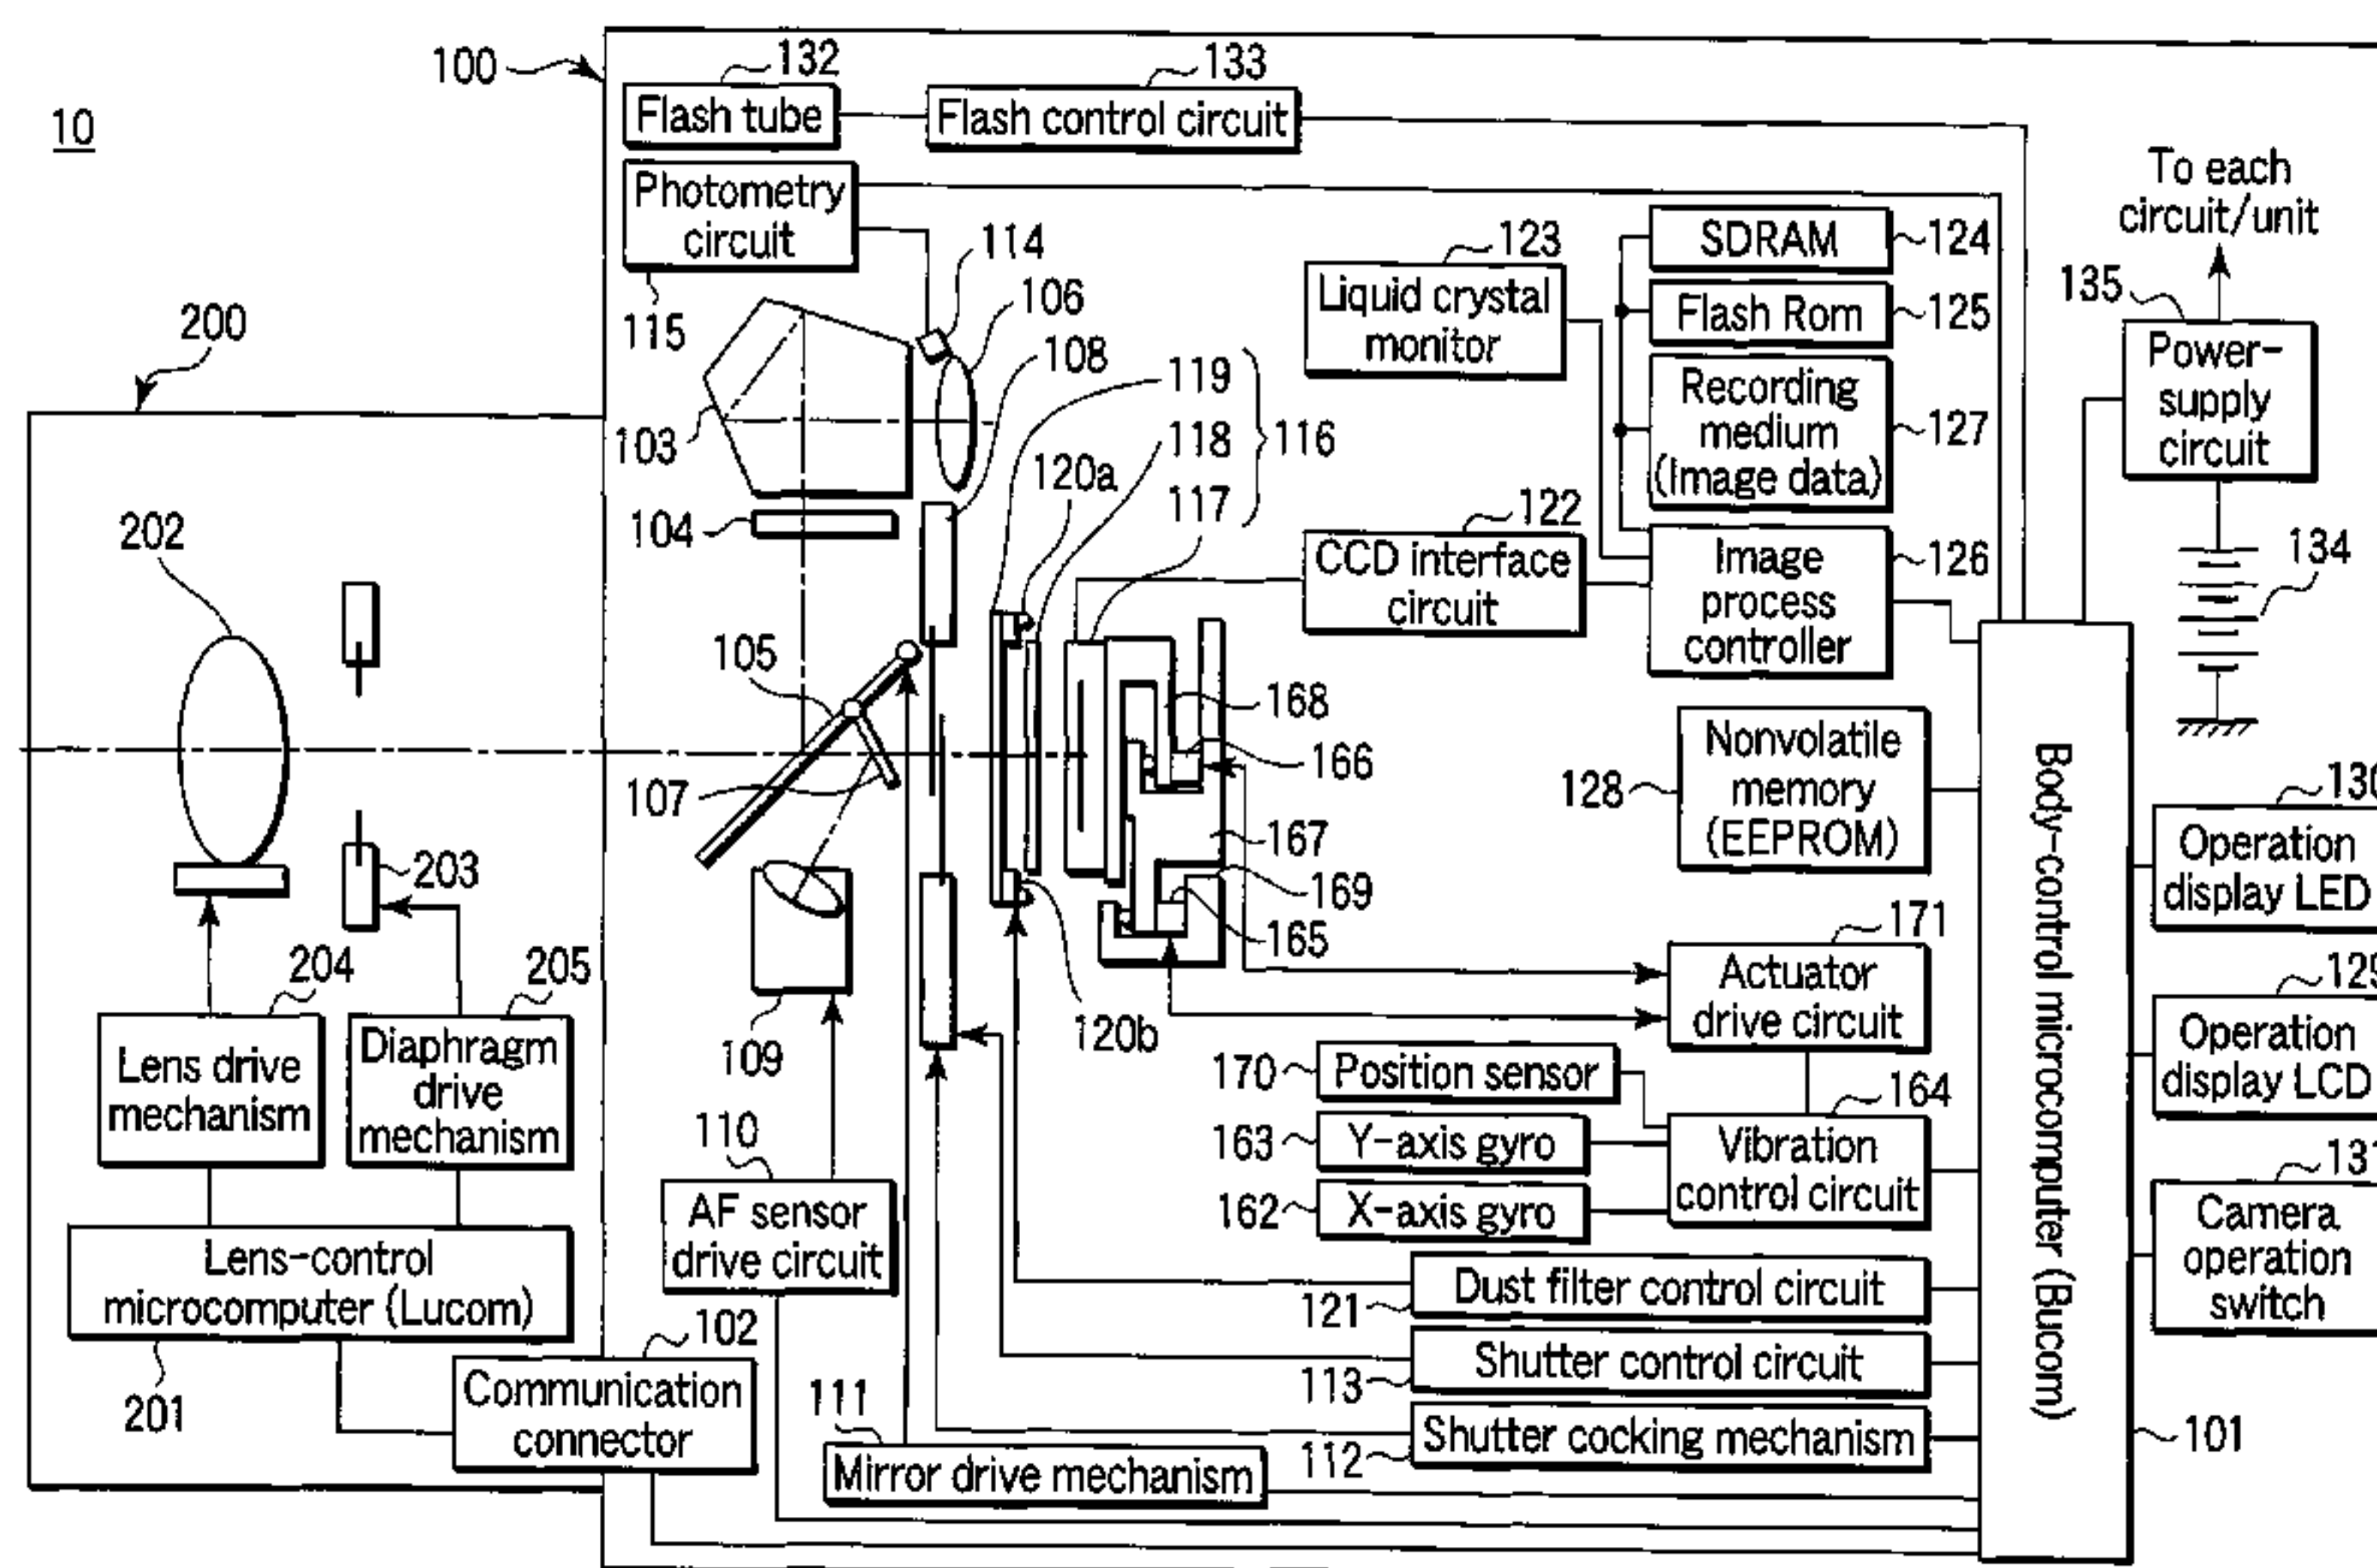 10
100
132
Flash tube
133
Flash control circuit
Photometry
circuit
115
114
106
108
119
118
117
116
120a
103
104
123
Liquid crystal
monitor
SDRAM
124
Flash Rom
125
Recording
medium
(Image data)
127
122
CCD interface
circuit
Image
process
controller
126
To each
circuit/unit
135
Power-
supply
circuit
134
200
202
203
204
Lens drive
mechanism
205
Diaphragm
drive
mechanism
Lens-control
microcomputer (Lucom)
201
102
Communication
connector
105
107
109
110
AF sensor
drive circuit
111
Mirror drive mechanism
120b
168
166
167
169
165
128
Nonvolatile
memory
(EEPROM)
171
Actuator
drive circuit
170
Position sensor
163
Y-axis gyro
162
X-axis gyro
164
Vibration
control circuit
121
Dust filter control circuit
113
Shutter control circuit
112
Shutter cocking mechanism
Body-control microcomputer (Bucom)
101
130
Operation
display LED
129
Operation
display LCD
131
Camera
operation
switch